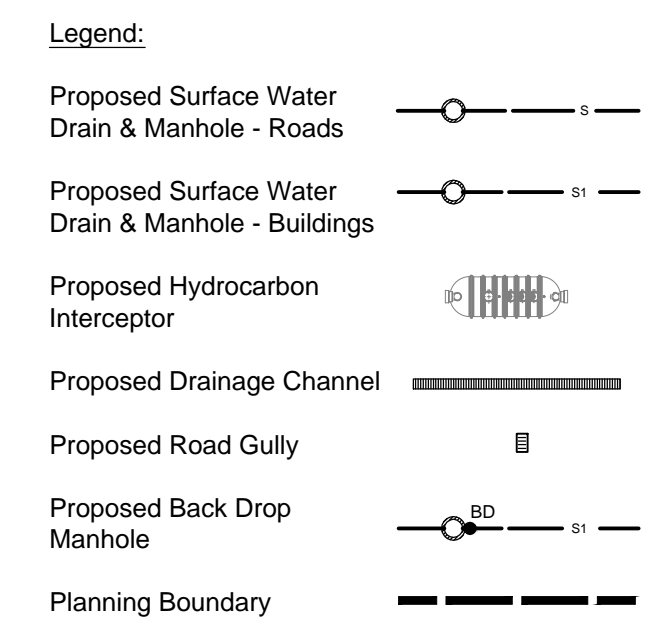 Legend:
Proposed Surface Water
Drain & Manhole - Roads
S
Proposed Surface Water
Drain & Manhole - Buildings
S1
Proposed Hydrocarbon
Interceptor
Proposed Drainage Channel
Proposed Road Gully
Proposed Back Drop
Manhole
BD
S1
Planning Boundary